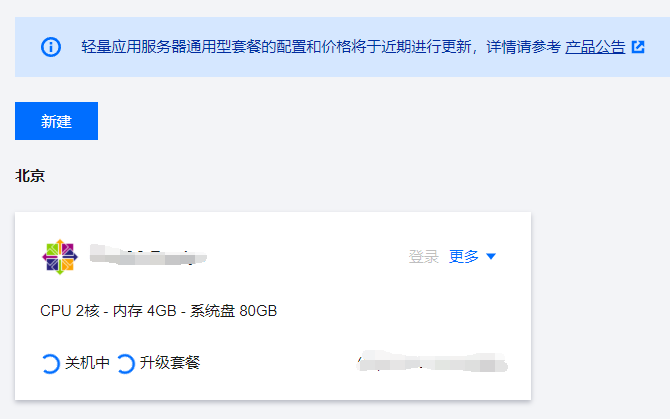 轻量应用服务器通用型套餐的配置和价格将于近期进行更新，详情请参考 产品公告
新建
北京
登录 更多
CPU 2核 - 内存 4GB - 系统盘 80GB
关机中 升级套餐